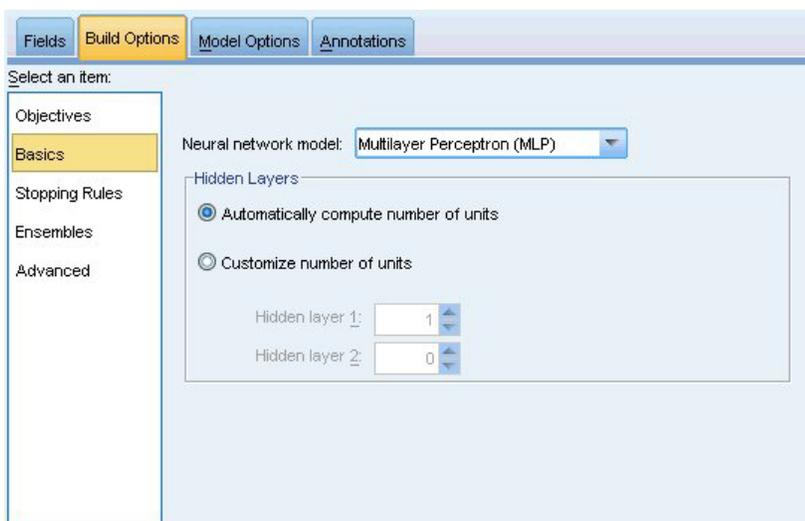 Fields Build Options Model Options Annotations
Select an item:
Objectives
Basics
Stopping Rules
Ensembles
Advanced
Neural network model: Multilayer Perceptron (MLP)
Hidden Layers
Automatically compute number of units
Customize number of units
Hidden layer 1: 1
Hidden layer 2: 0